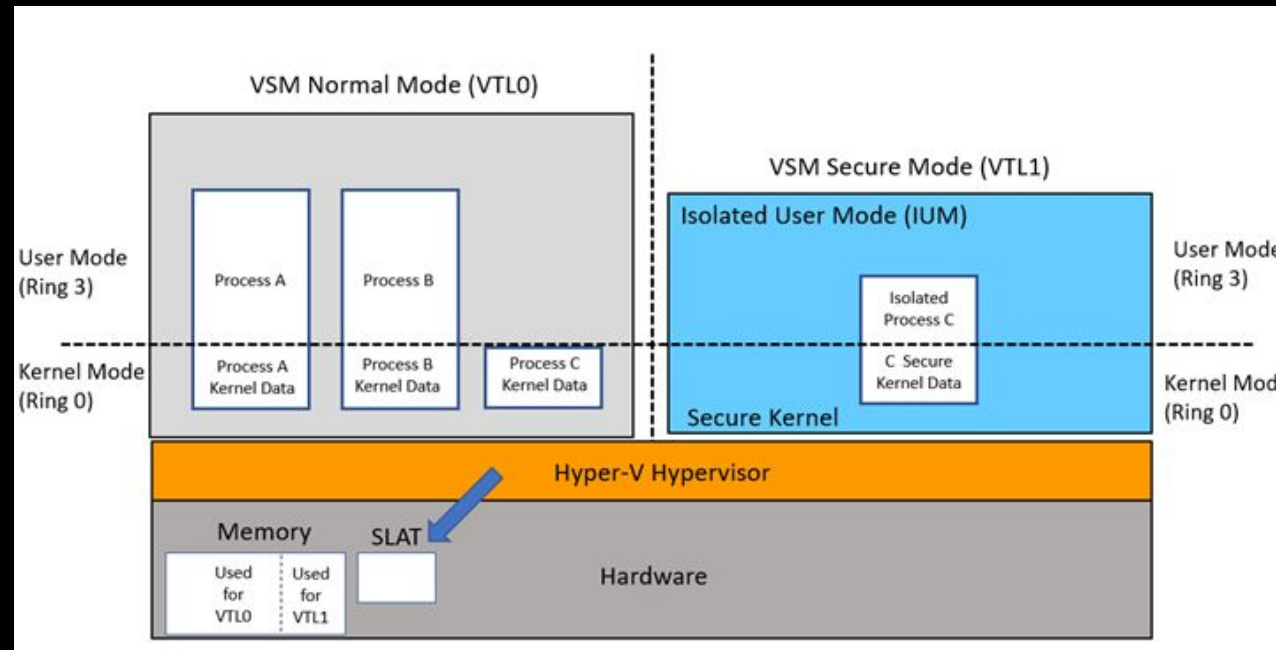 VSM Normal Mode (VTL0)
VSM Secure Mode (VTL1)
Isolated User Mode (IUM)
User Mode
(Ring 3)
Process A
Process B
Isolated
Process C
User Mode
(Ring 3)
Kernel Mode
(Ring 0)
Process A
Kernel Data
Process B
Kernel Data
Process C
Kernel Data
C Secure
Kernel Data
Kernel Mod
(Ring 0)
Secure Kernel
Hyper-V Hypervisor
Memory
SLAT
Used
for
VTL0
Used
for
VTL1
Hardware